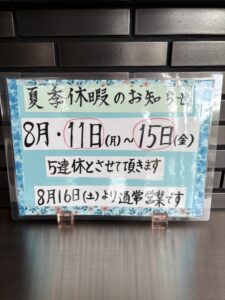 夏季休暇のお知らせ
8月・11日(月)〜15日(金)
5連休とさせて頂きます
8月16日(土)より通常営業です